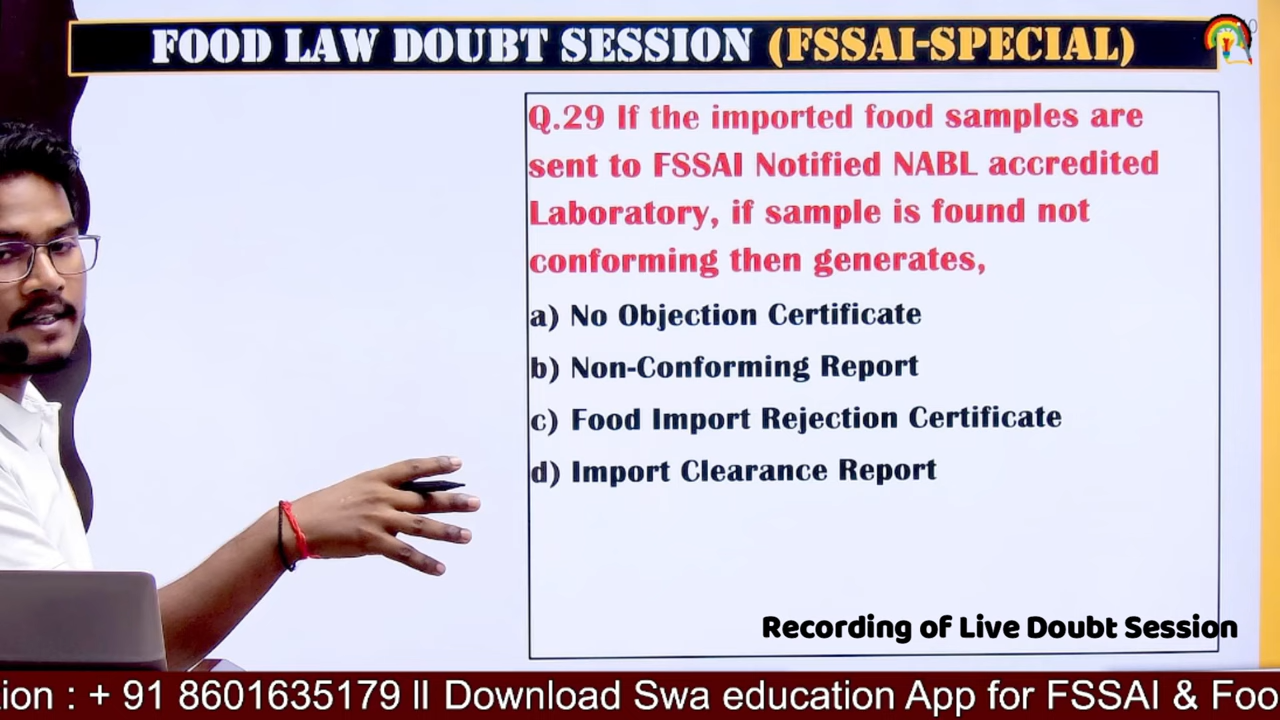 FOOD LAW DOUBT SESSION (FSSAI-SPECIAL)
Q.29 If the imported food samples are
sent to FSSAI Notified NABL accredited
Laboratory, if sample is found not
conforming then generates,
a) No Objection Certificate
b) Non-Conforming Report
c) Food Import Rejection Certificate
d) Import Clearance Report
Recording of Live Doubt Session
ion : + 91 8601635179 ll Download Swa education App for FSSAI & Foo